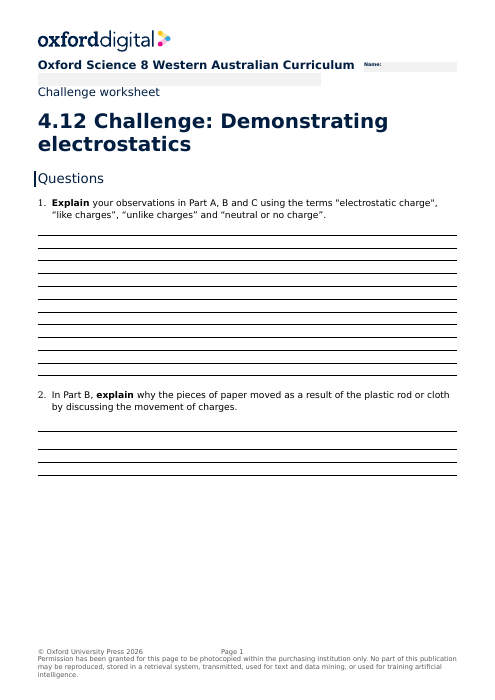 oxforddigital
Oxford Science 8 Western Australian Curriculum
Name:
Challenge worksheet
4.12 Challenge: Demonstrating
electrostatics
Questions
1. Explain your observations in Part A, B and C using the terms "electrostatic charge",
“like charges”, “unlike charges” and “neutral or no charge”.
2. In Part B, explain why the pieces of paper moved as a result of the plastic rod or cloth
by discussing the movement of charges.
© Oxford University Press 2026 Page 1
Permission has been granted for this page to be photocopied within the purchasing institution only. No part of this publication
may be reproduced, stored in a retrieval system, transmitted, used for text and data mining, or used for training artificial
intelligence.